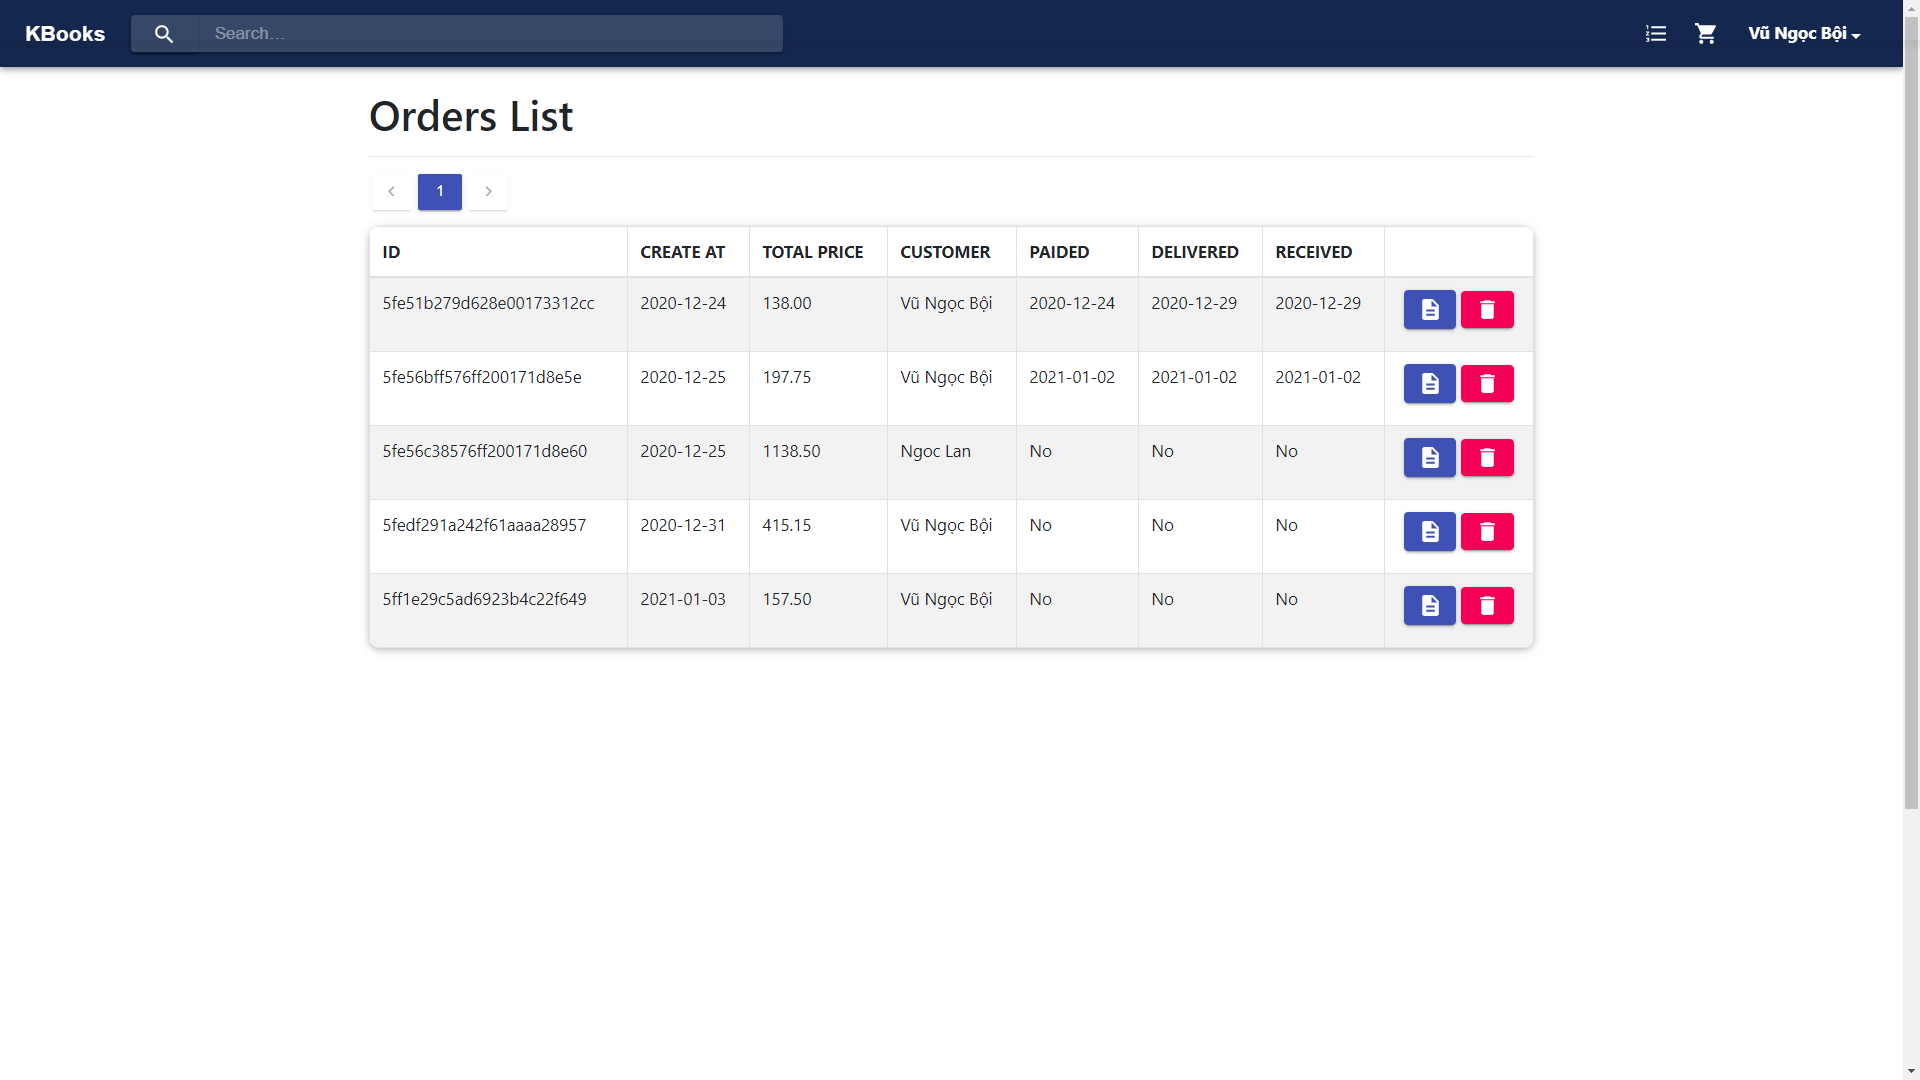 KBooks Search... Vũ Ngọc Bội
Orders List
1
ID CREATE AT TOTAL PRICE CUSTOMER PAIDED DELIVERED RECEIVED
5fe51b279d628e00173312cc 2020-12-24 138.00 Vũ Ngọc Bội 2020-12-24 2020-12-29 2020-12-29
5fe56bff576ff200171d8e5e 2020-12-25 197.75 Vũ Ngọc Bội 2021-01-02 2021-01-02 2021-01-02
5fe56c38576ff200171d8e60 2020-12-25 1138.50 Ngoc Lan No No No
5fedf291a242f61aaaa28957 2020-12-31 415.15 Vũ Ngọc Bội No No No
5ff1e29c5ad6923b4c22f649 2021-01-03 157.50 Vũ Ngọc Bội No No No